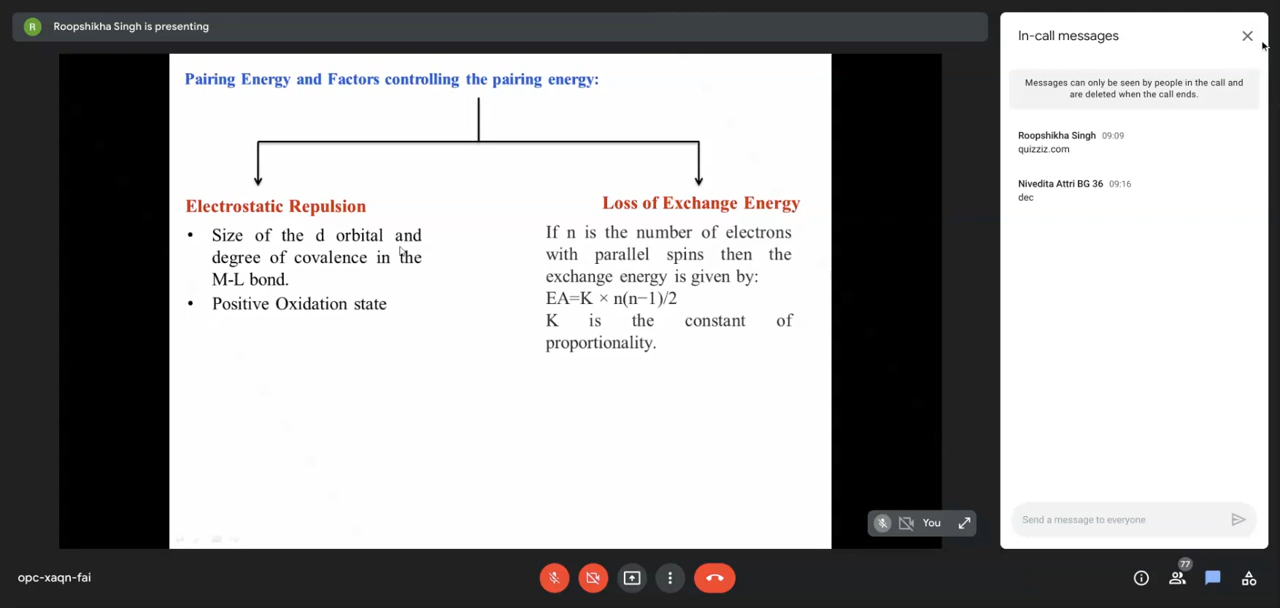 R Roopshikha Singh is presenting
Pairing Energy and Factors controlling the pairing energy:
Electrostatic Repulsion
• Size of the d orbital and
degree of covalence in the
M-L bond.
• Positive Oxidation state
Loss of Exchange Energy
If n is the number of electrons
with parallel spins then the
exchange energy is given by:
EA=K × n(n−1)/2
K is the constant of
proportionality.
You
In-call messages
Messages can only be seen by people in the call and
are deleted when the call ends.
Roopshikha Singh 09:09
quizziz.com
Nivedita Attri BG 36 09:16
dec
Send a message to everyone
opc-xaqn-fai
77